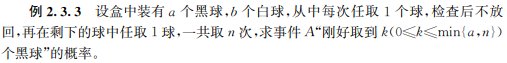 例 2.3.3 设盒中装有 a 个黑球,b 个白球,从中每次任取 1 个球,检查后不放
回,再在剩下的球中任取 1 球,一共取 n 次,求事件 A“刚好取到 k(0≤k≤min{a,n})
个黑球”的概率。